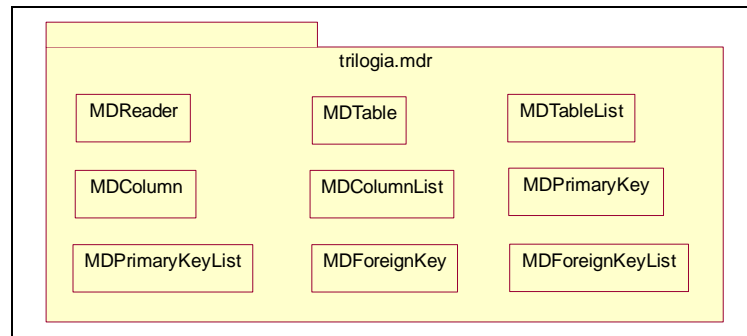 trilogia.mdr
MDReader
MDTable
MDTableList
MDColumn
MDColumnList
MDPrimaryKey
MDPrimaryKeyList
MDForeignKey
MDForeignKeyList